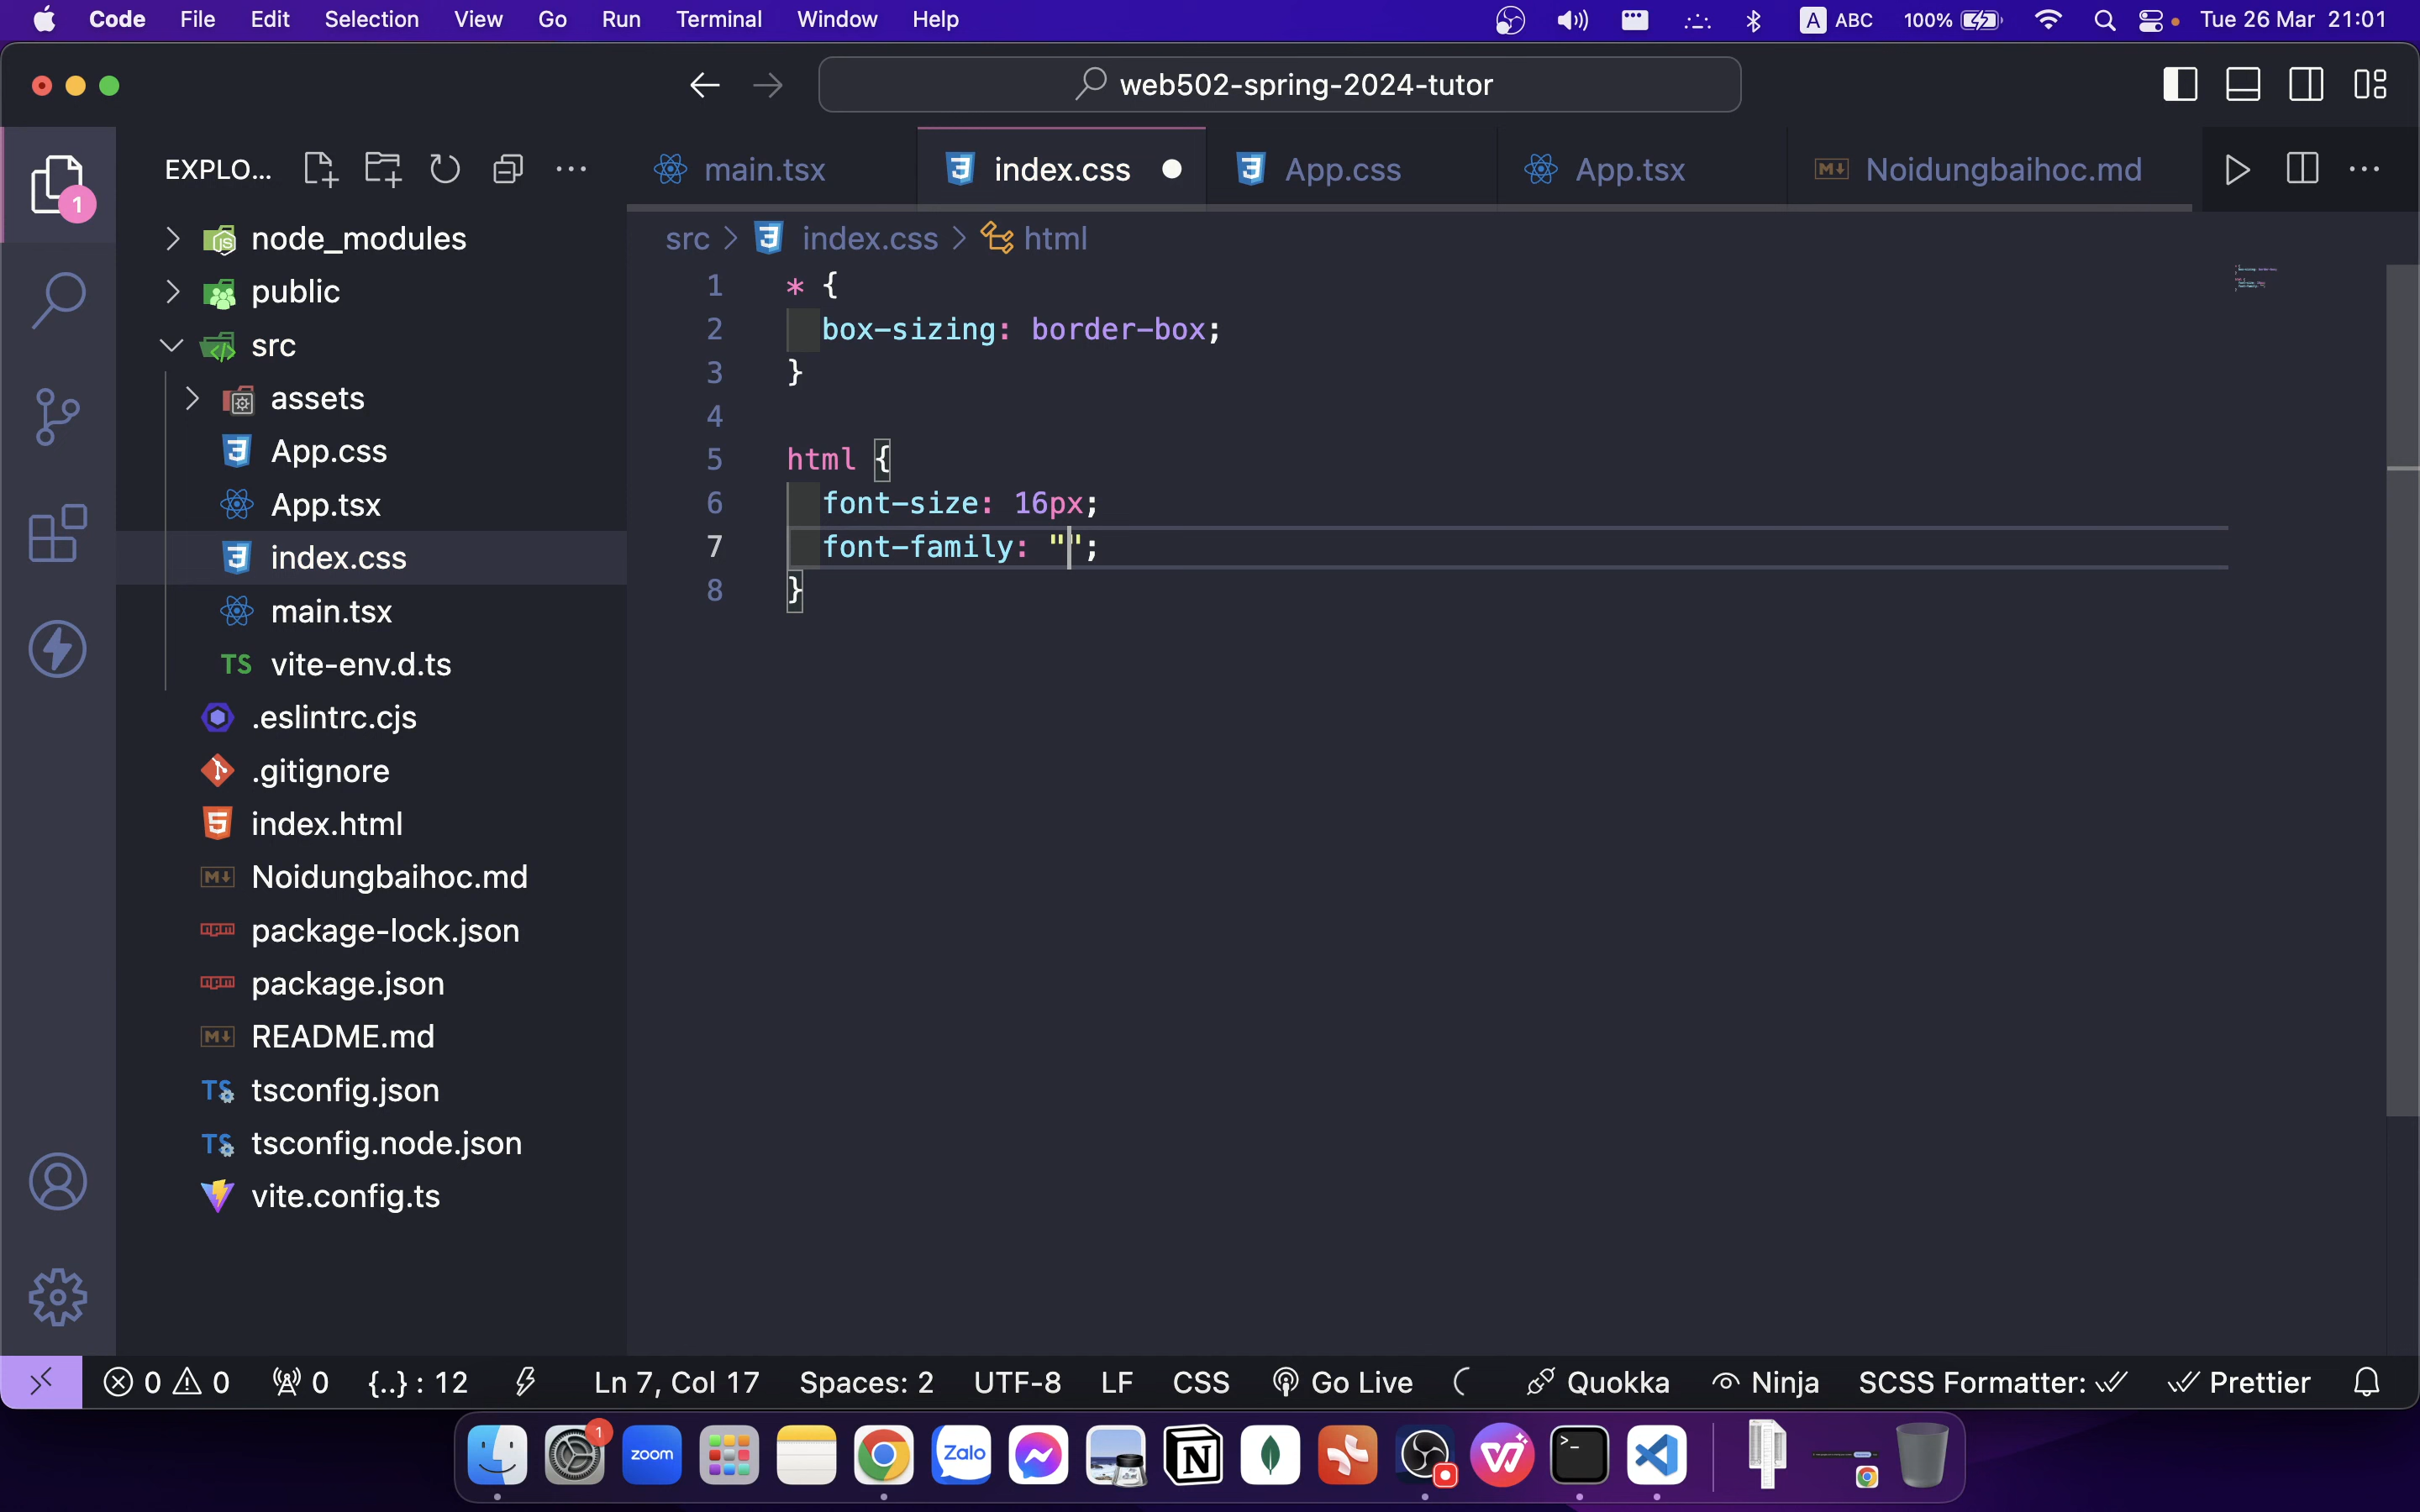 Code File Edit Selection View Go Run Terminal Window Help A ABC 100% Tue 26 Mar 21:01
web502-spring-2024-tutor
EXPLO...
main.tsx
index.css
App.css
App.tsx
Noidungbaihoc.md
1
node_modules
public
src
assets
App.css
App.tsx
index.css
main.tsx
TS vite-env.d.ts
.eslintrc.cjs
.gitignore
index.html
Noidungbaihoc.md
package-lock.json
package.json
README.md
TS tsconfig.json
TS tsconfig.node.json
vite.config.ts
src > index.css > html
1 * {
2 box-sizing: border-box;
3 }
4
5 html {
6 font-size: 16px;
7 font-family: "";
8 }
0 0 0 {..} : 12 Ln 7, Col 17 Spaces: 2 UTF-8 LF CSS Go Live Quokka Ninja SCSS Formatter: Prettier
1 zoom Zalo